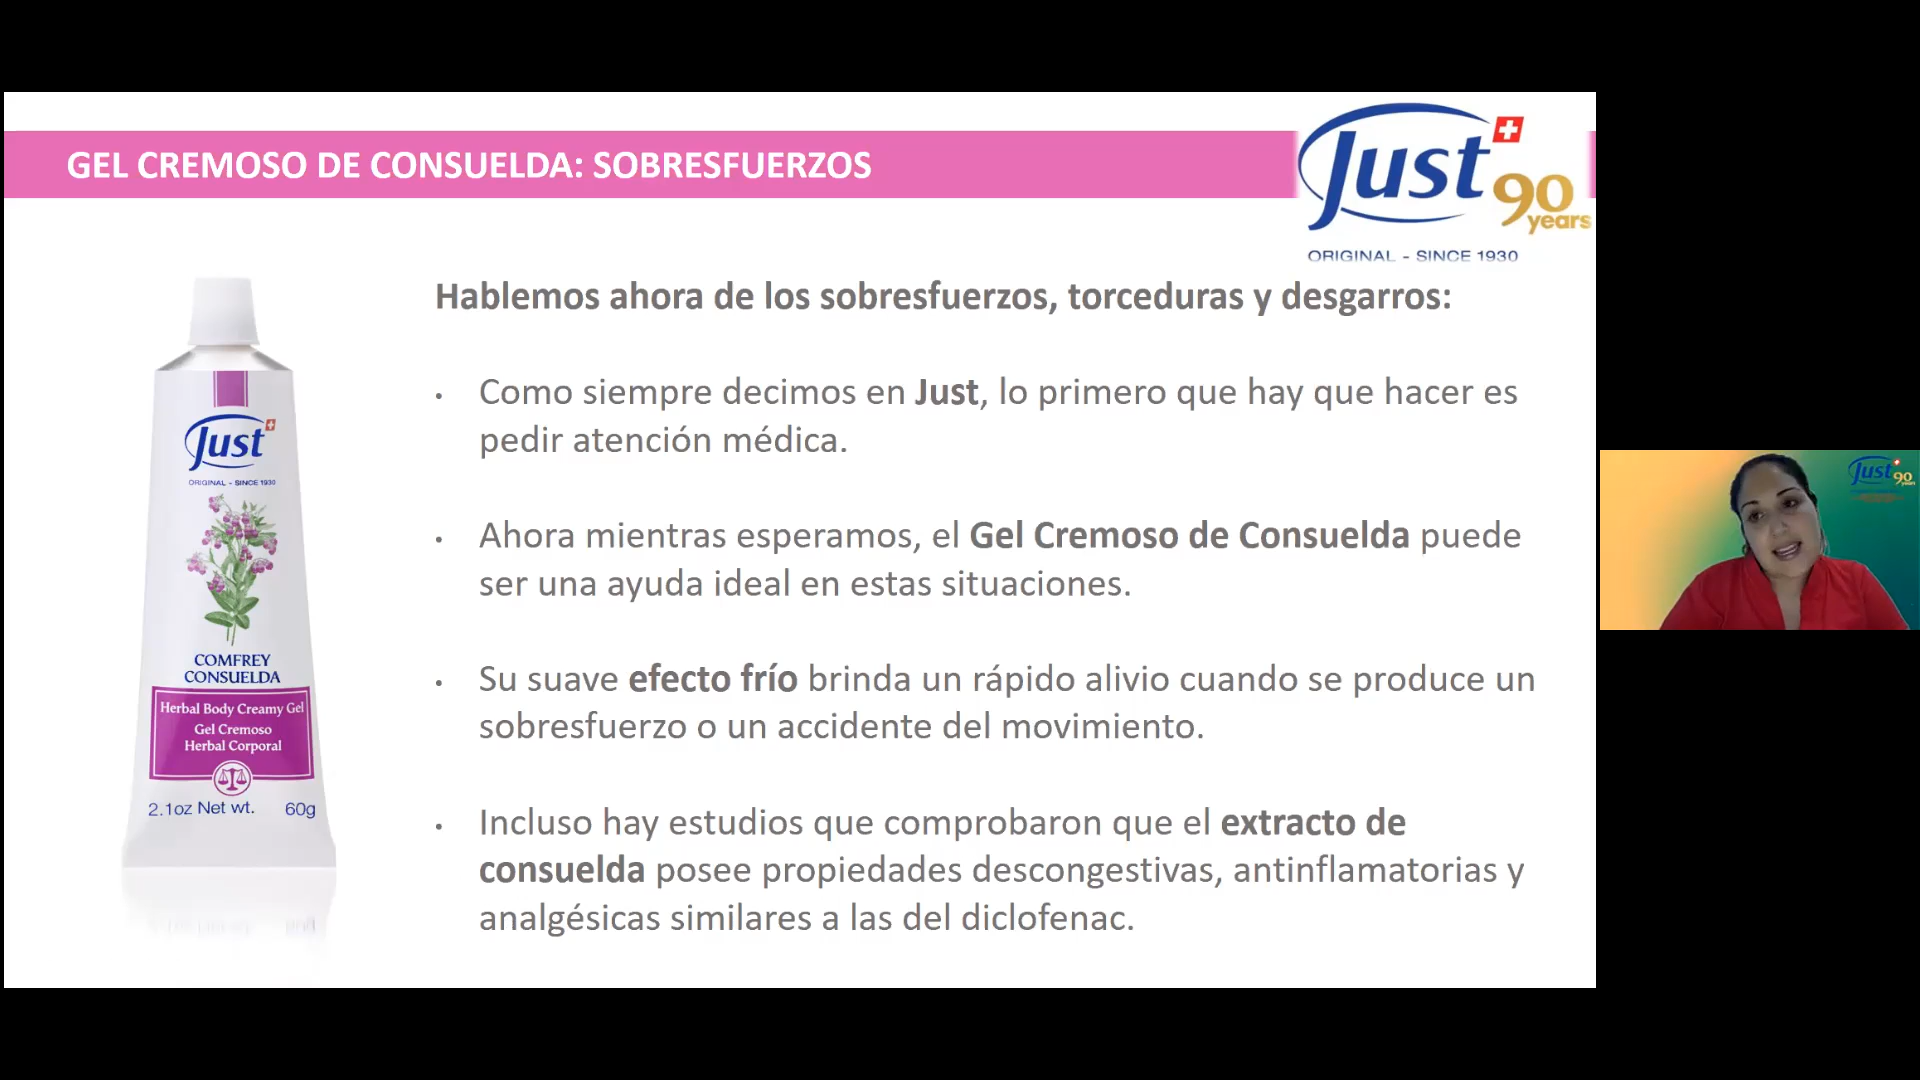 GEL CREMOSO DE CONSUELDA: SOBRESFUERZOS
Just
90
years
ORIGINAL - SINCE 1930
Hablemos ahora de los sobresfuerzos, torceduras y desgarros:
• Como siempre decimos en Just, lo primero que hay que hacer es
pedir atención médica.
• Ahora mientras esperamos, el Gel Cremoso de Consuelda puede
ser una ayuda ideal en estas situaciones.
• Su suave efecto frío brinda un rápido alivio cuando se produce un
sobresfuerzo o un accidente del movimiento.
• Incluso hay estudios que comprobaron que el extracto de
consuelda posee propiedades descongestivas, antinflamatorias y
analgésicas similares a las del diclofenac.
Just
ORIGINAL - SINCE 1930
COMFREY
CONSUELDA
Herbal Body Creamy Gel
Gel Cremoso
Herbal Corporal
2.1oz Net wt. 60g
Just
90
years